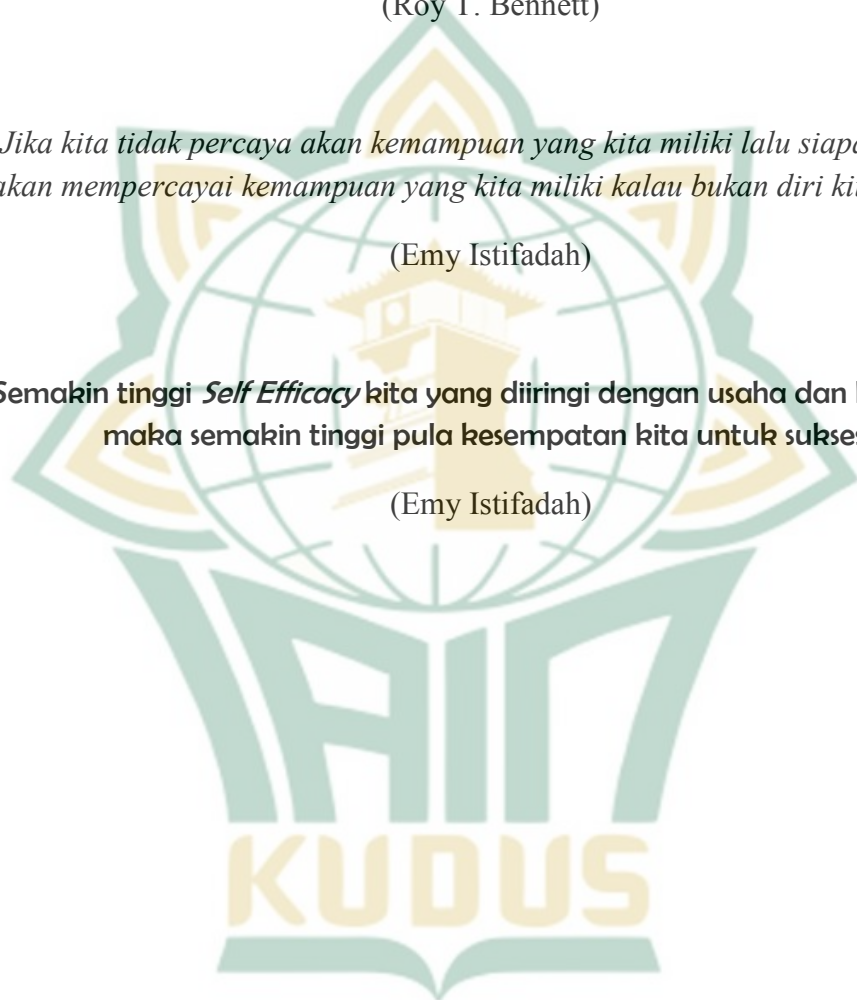 (Roy T. Bennett)
Jika kita tidak percaya akan kemampuan yang kita miliki lalu siapa
akan mempercayai kemampuan yang kita miliki kalau bukan diri
(Emy Istifadah)
Semakin tinggi Self Efficacy kita yang diiringi dengan usaha dan
maka semakin tinggi pula kesempatan kita untuk sukses
(Emy Istifadah)
IAIN
KUDUS